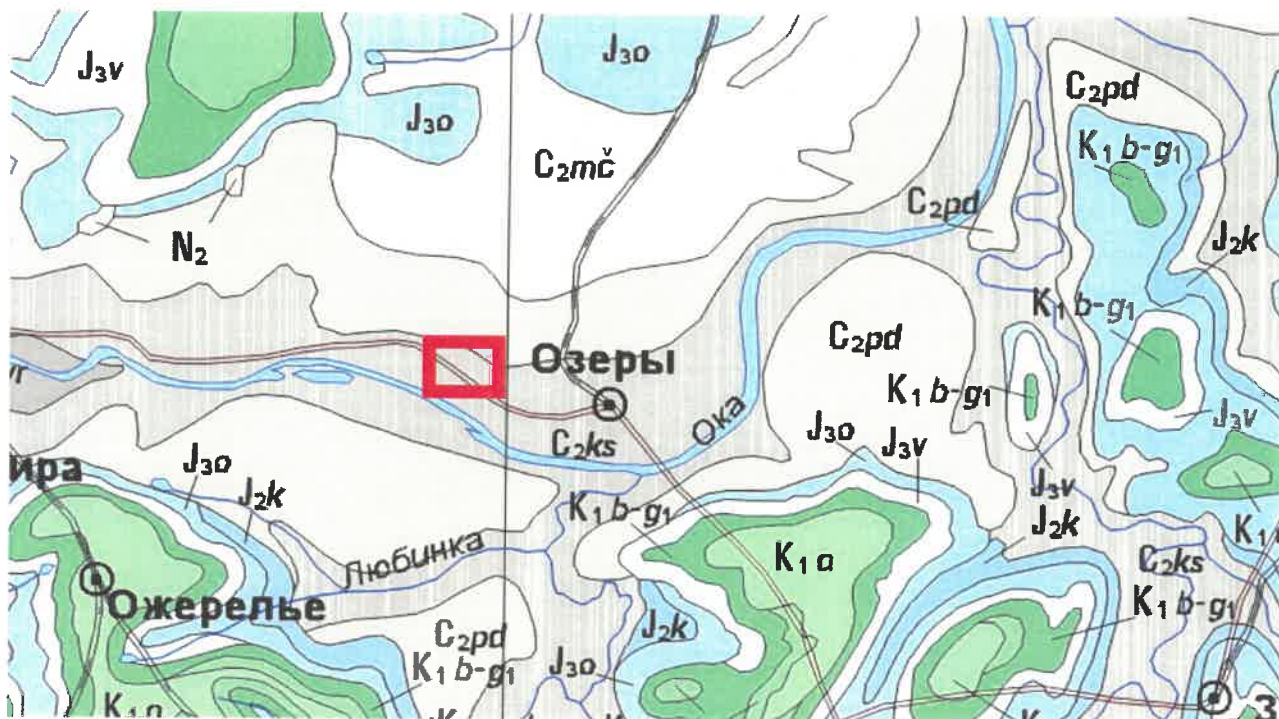 J₃v
J₃o
J₃o
C₂pd
K₁ b-g₁
C₂mč
C₂pd
N₂
J₂k
K₁ b-g₁
C₂pd
Озеры
K₁ b-g₁
J₃o
J₃v
J₃v
Ока
C₂ks
ира
J₃o
J₂k
K₁ b-g₁
J₃v
J₂k
K₁
Любинка
K₁ a
C₂ks
Ожерелье
K₁ b-g₁
C₂pd
J₂k
K₁ b-g₁
J₃o
K₁ a
З